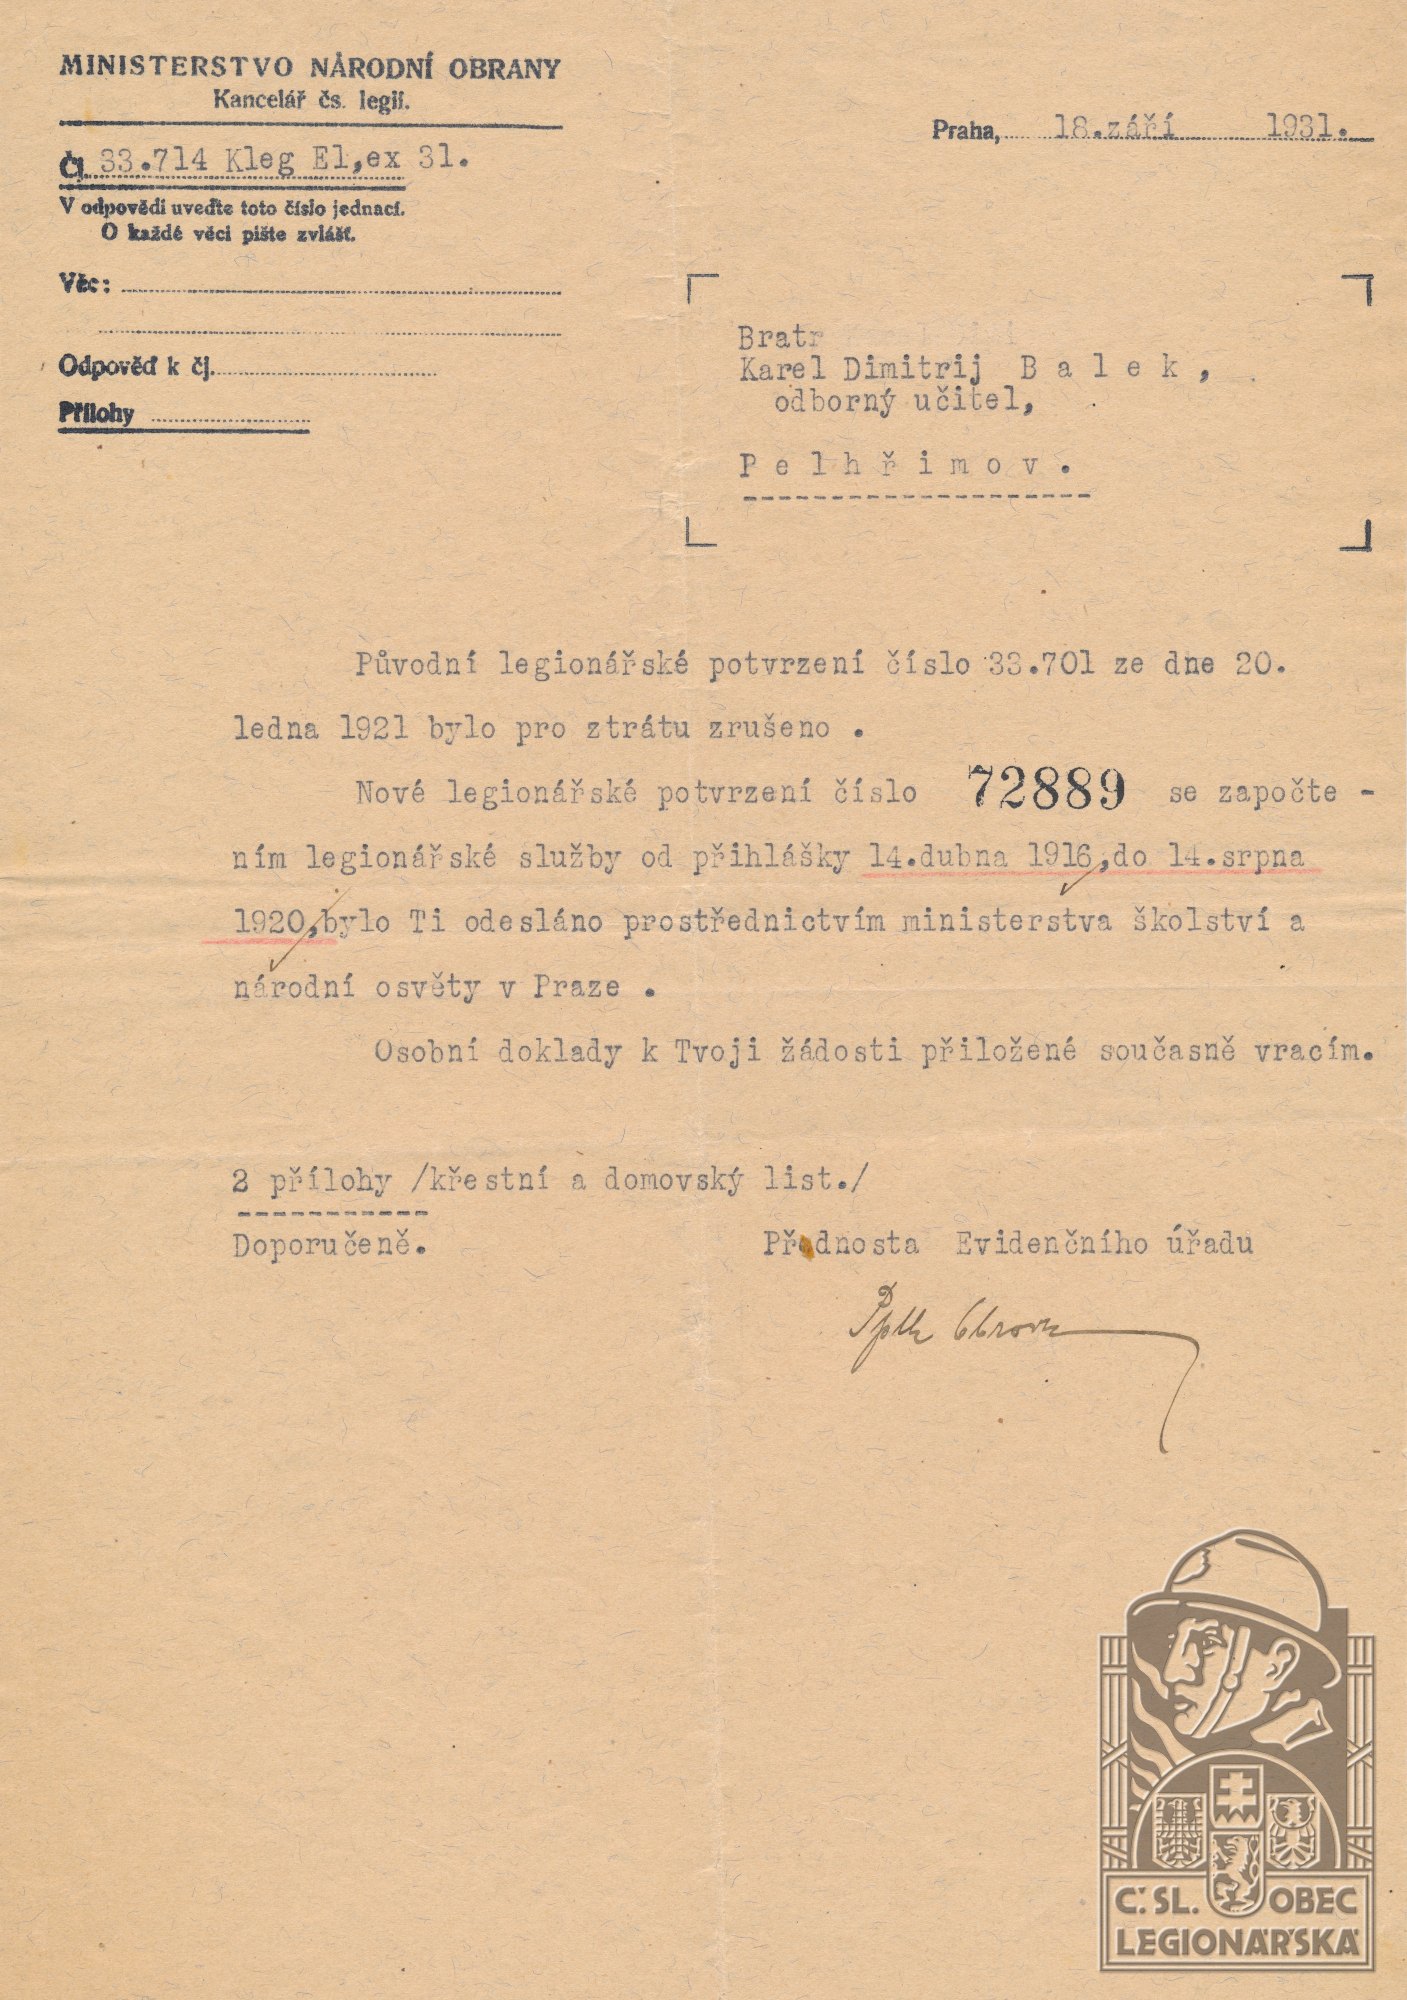 MINISTERSTVO NÁRODNÍ OBRANY
Kancelář čs. legií.
Praha, 18.září 1931.
Čj. 33.714 Kleg El,ex 31.
V odpovědi uveďte toto číslo jednací.
O každé věci pište zvlášť.
Věc:
Odpověď k čj.
Přílohy
Bratr
Karel Dimitrij B a l e k ,
odborný učitel,
P e l h ř i m o v .
Původní legionářské potvrzení číslo 33.701 ze dne 20.
ledna 1921 bylo pro ztrátu zrušeno .
Nové legionářské potvrzení číslo 72889 se započte -
ním legionářské služby od přihlášky 14.dubna 1916,do 14.srpna
1920,bylo Ti odesláno prostřednictvím ministerstva školství a
národní osvěty v Praze .
Osobní doklady k Tvoji žádosti přiložené současně vracím.
2 přílohy /křestní a domovský list./
Doporučeně.
Přednosta Evidenčního úřadu
Pplk
Č.SL. OBEC
LEGIONÁŘSKÁ